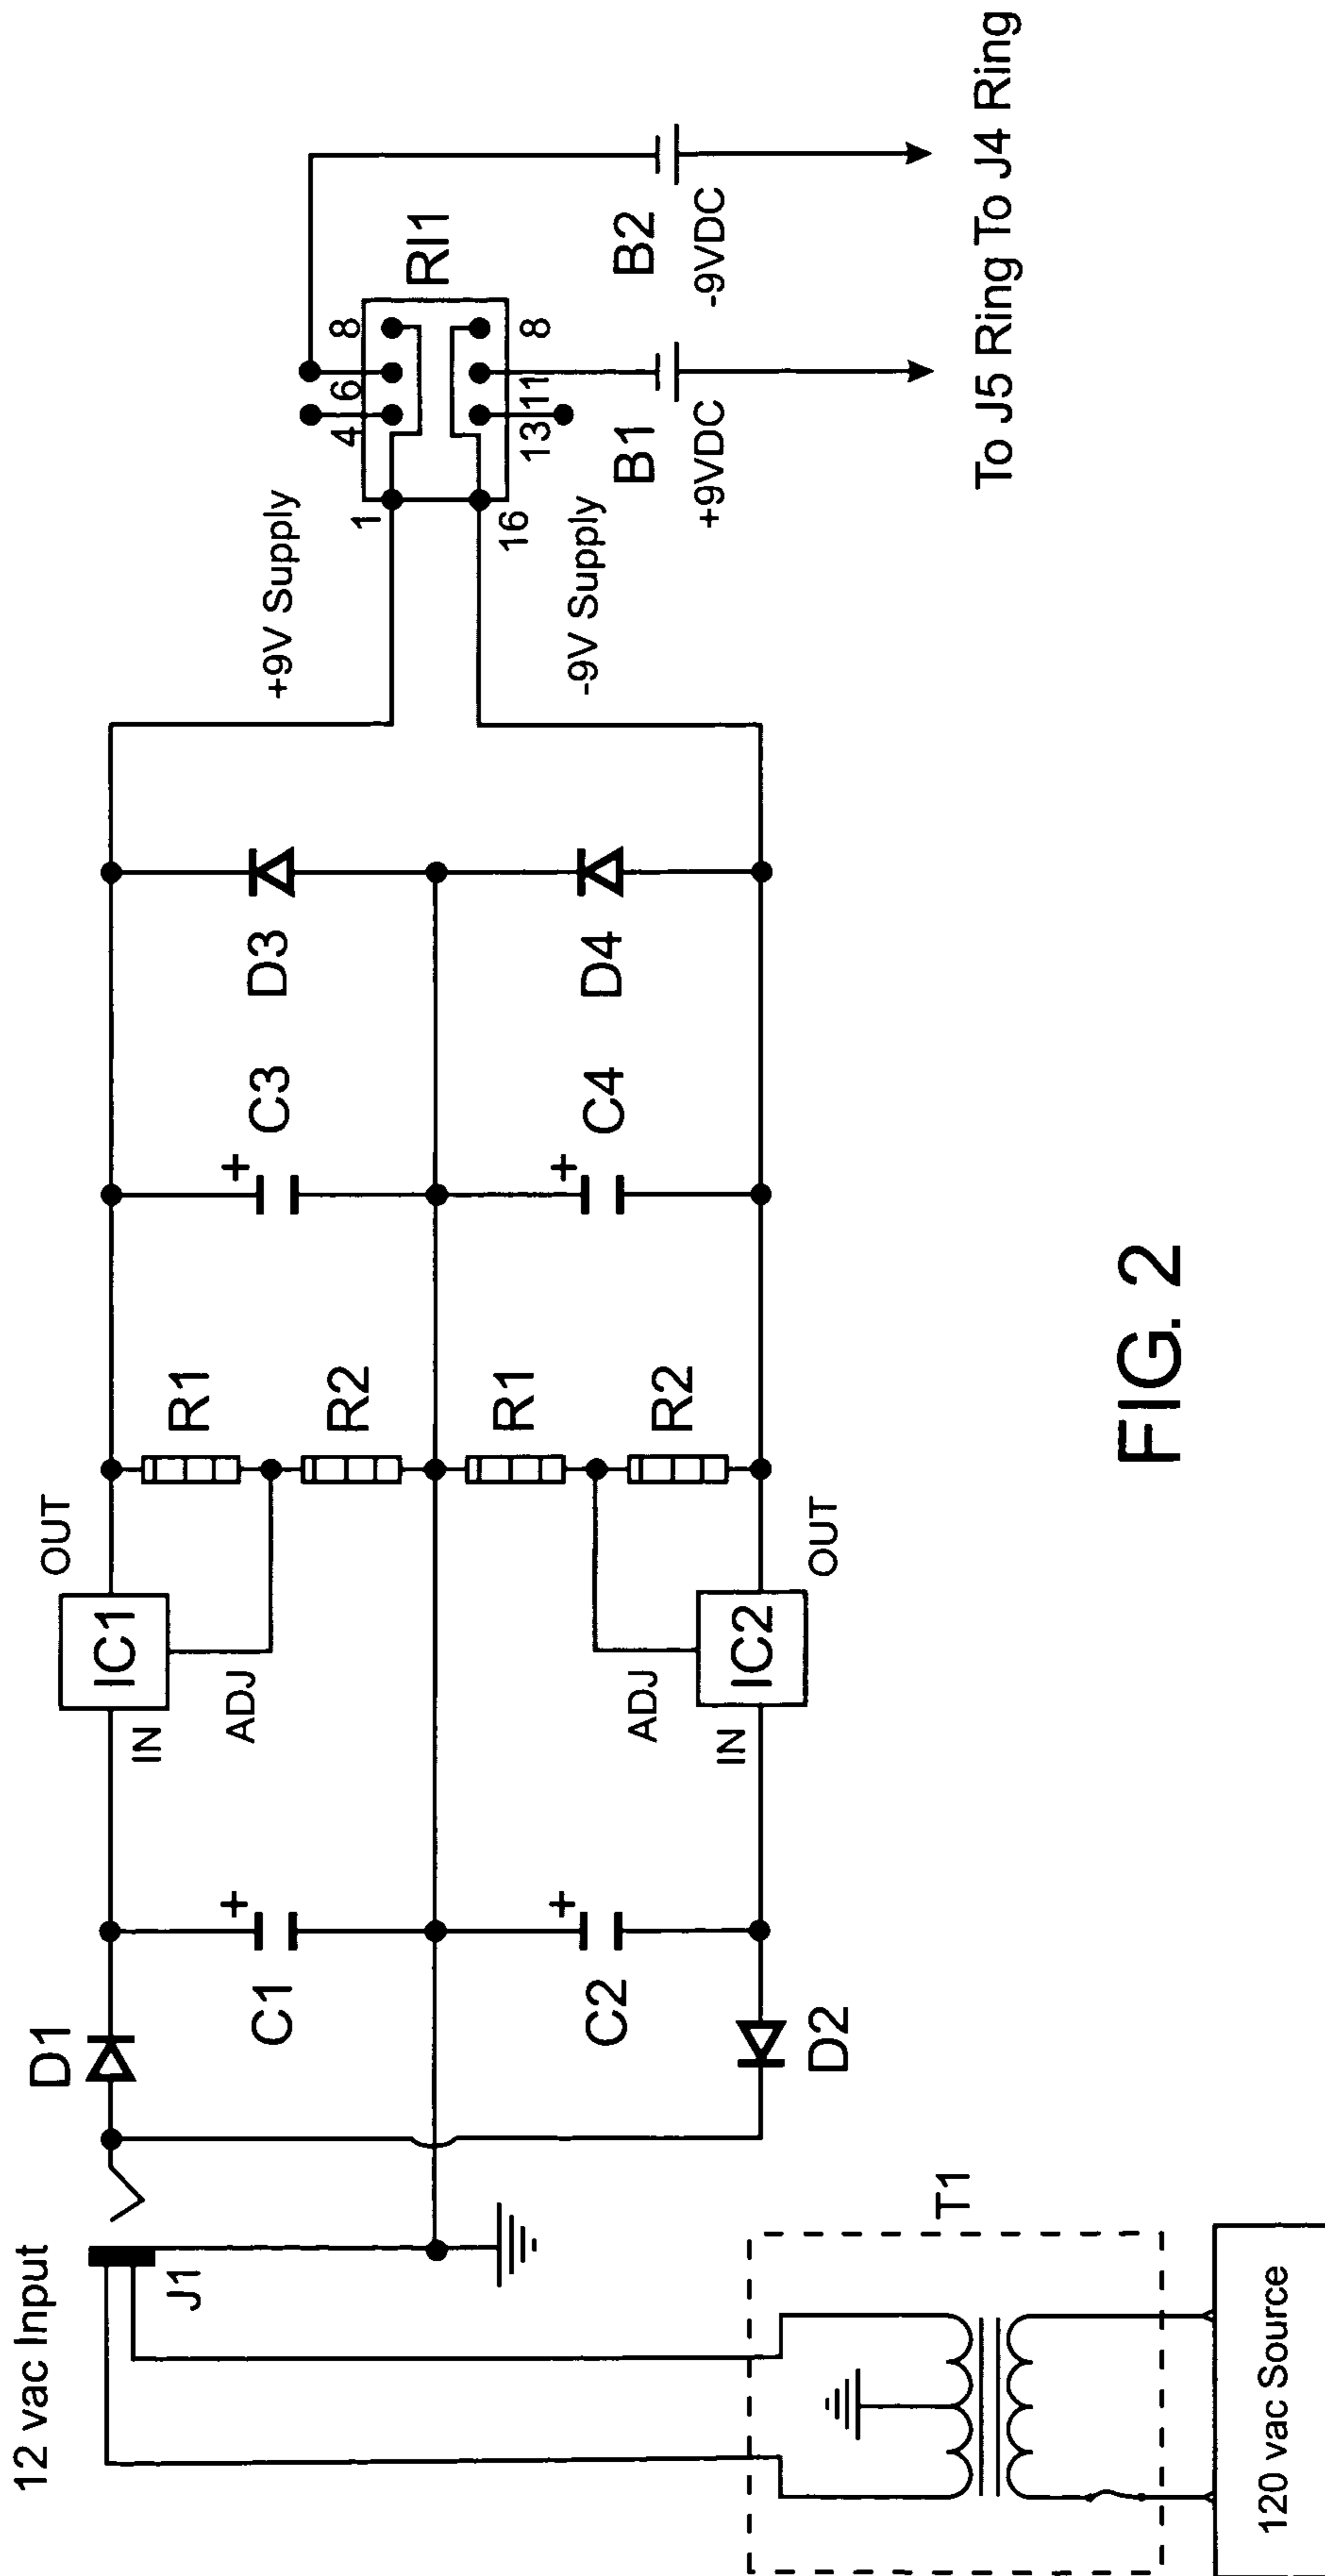 12 vac Input
J1
D1
D2
C1
C2
IN
IC1
OUT
ADJ
IN
IC2
OUT
ADJ
R1
R2
R1
R2
C3
C4
D3
D4
+9V Supply
-9V Supply
1
16
4
6
8
13
11
8
RI1
B1
+9VDC
B2
-9VDC
To J5 Ring To J4 Ring
T1
120 vac Source
FIG. 2